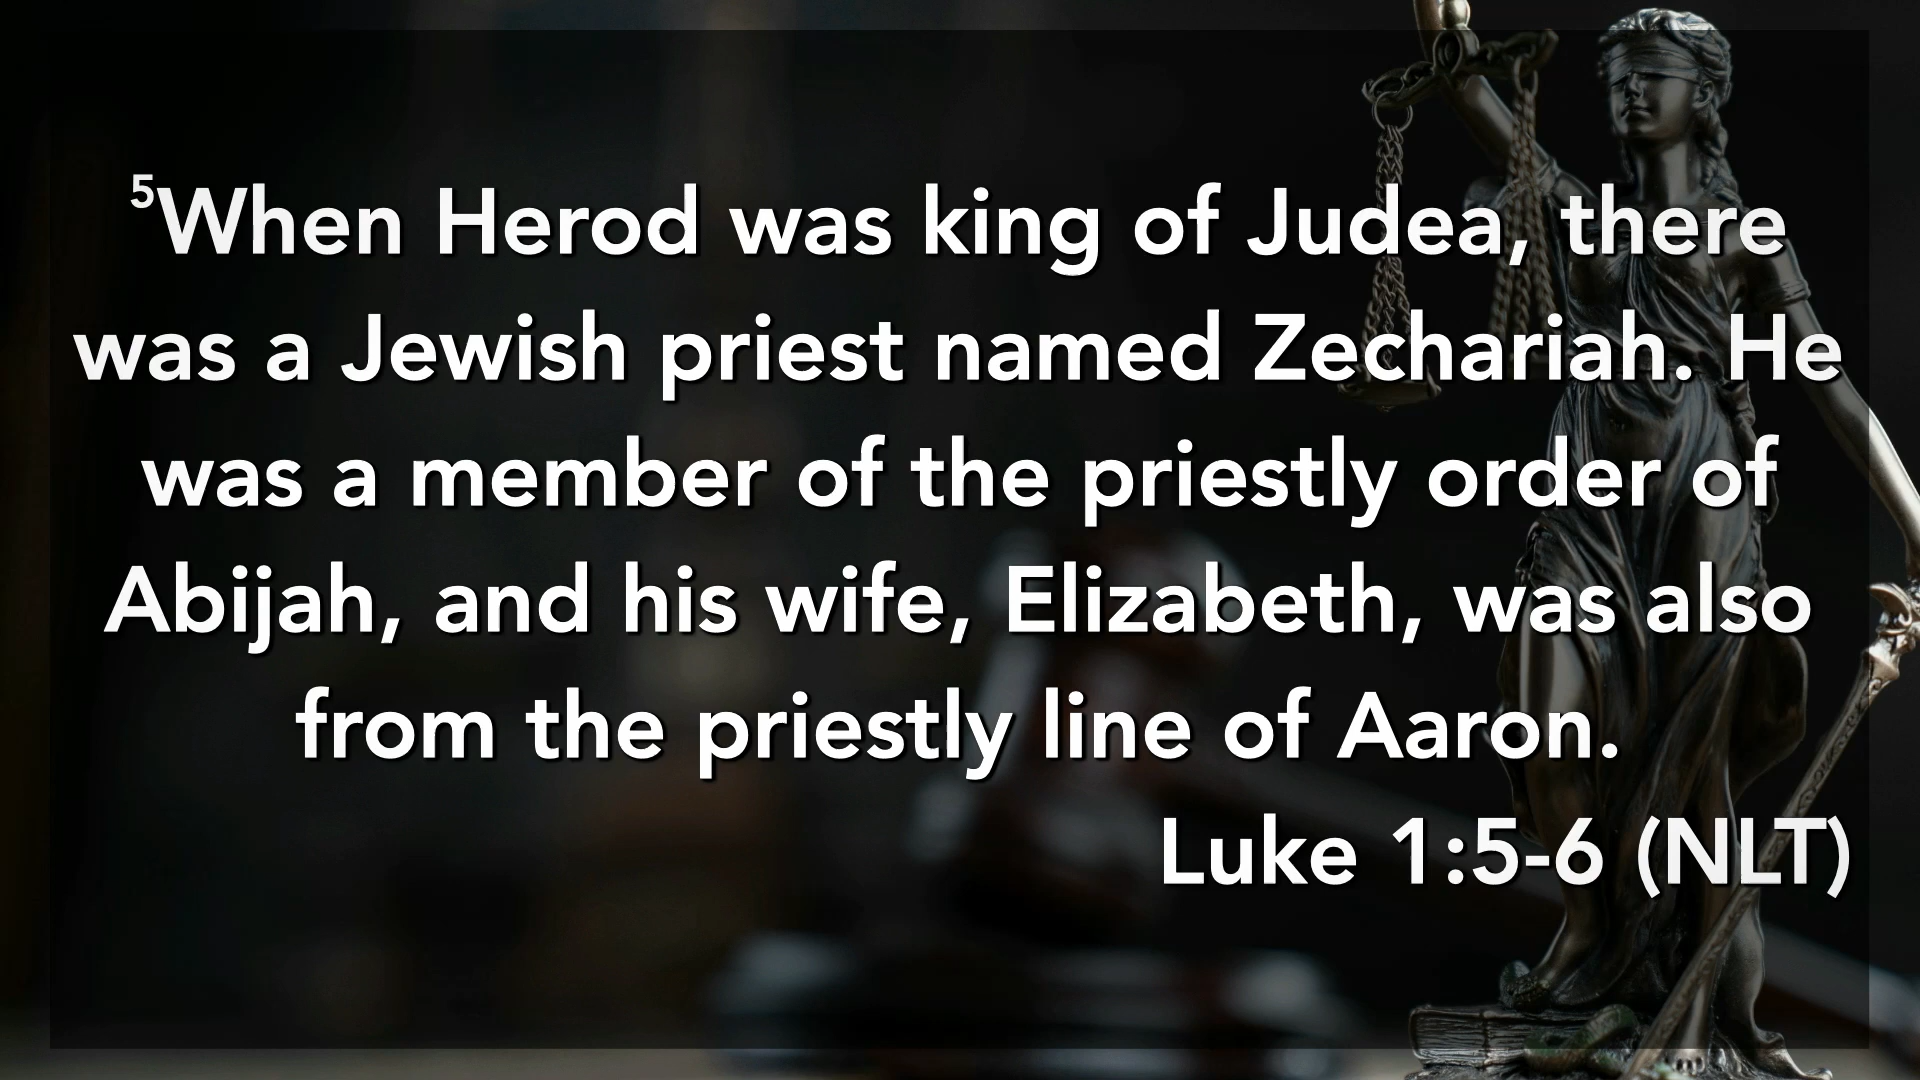 ⁵When Herod was king of Judea, there
was a Jewish priest named Zechariah. He
was a member of the priestly order of
Abijah, and his wife, Elizabeth, was also
from the priestly line of Aaron.
Luke 1:5-6 (NLT)